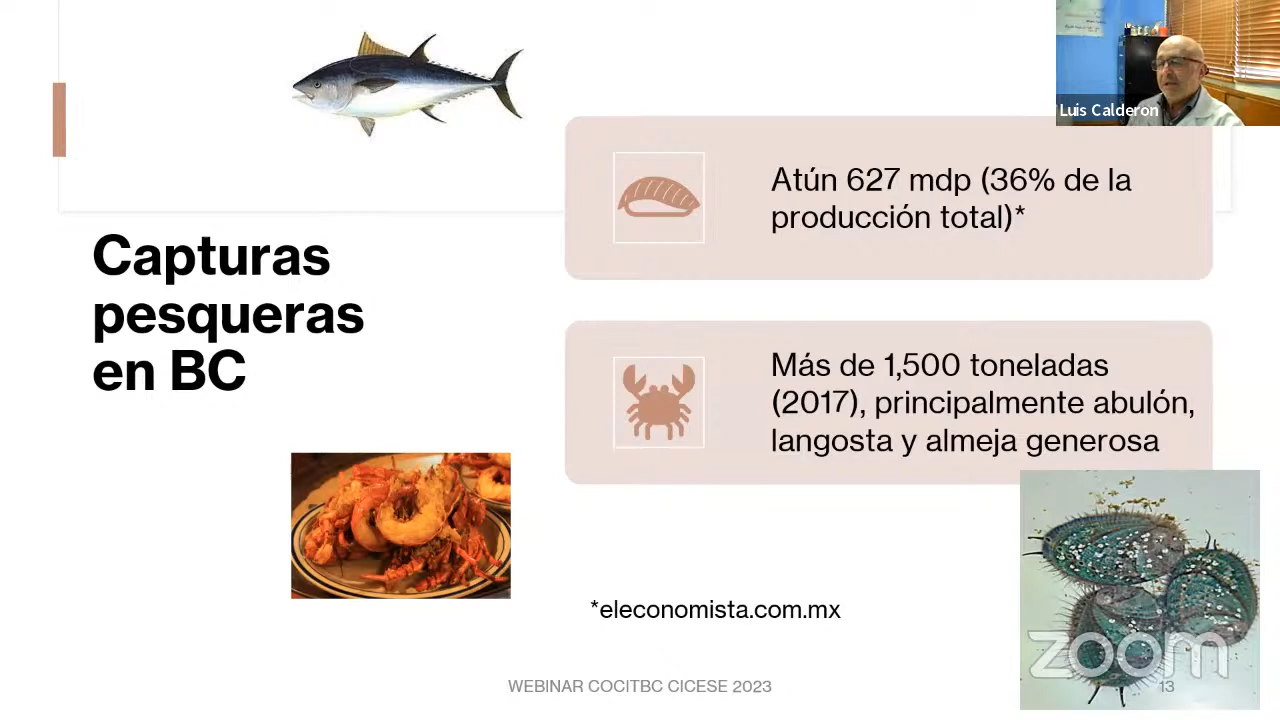 Luis Calderon
Atún 627 mdp (36% de la
producción total)*
Capturas
pesqueras
en BC
Más de 1,500 toneladas
(2017), principalmente abulón,
langosta y almeja generosa
*eleconomista.com.mx
zoom
WEBINAR COCITBC CICESE 2023
13